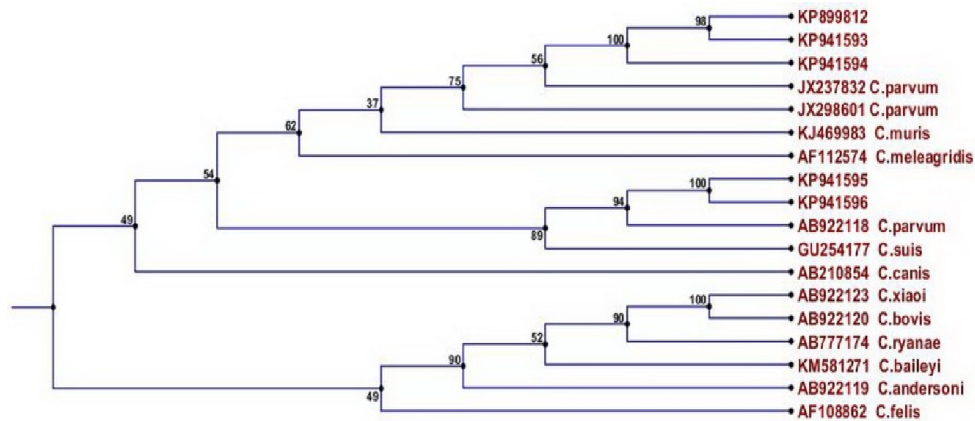 KP899812
98
KP941593
100
KP941594
56
JX237832 C.parvum
75
JX298601 C.parvum
37
KJ469983 C.muris
62
AF112574 C.meleagridis
54
KP941595
100
KP941596
94
AB922118 C.parvum
49
89
GU254177 C.suis
AB210854 C.canis
AB922123 C.xiaoi
100
AB922120 C.bovis
90
AB777174 C.ryanae
52
KM581271 C.baileyi
90
AB922119 C.andersoni
49
AF108862 C.felis